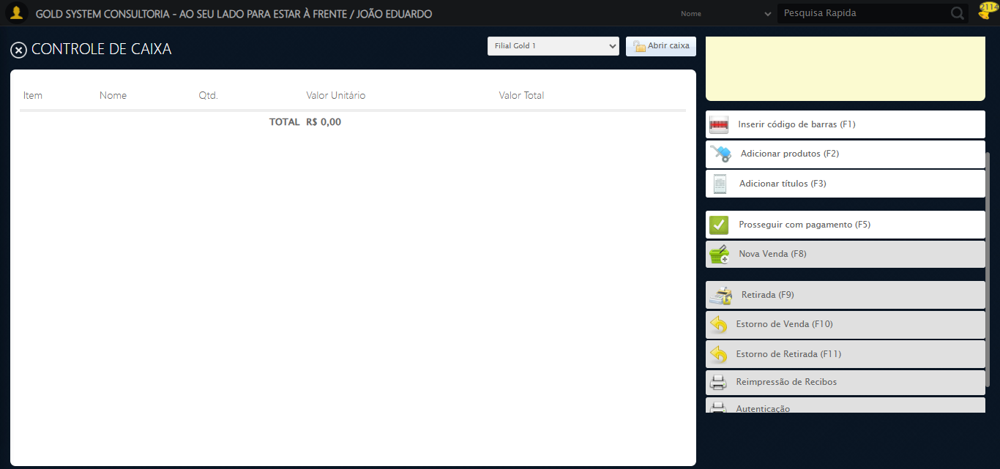 GOLD SYSTEM CONSULTORIA - AO SEU LADO PARA ESTAR À FRENTE / JOÃO EDUARDO
Nome
Pesquisa Rapida
2114
CONTROLE DE CAIXA
Filial Gold 1
Abrir caixa
Item Nome Qtd. Valor Unitário Valor Total
TOTAL R$ 0,00
Inserir código de barras (F1)
Adicionar produtos (F2)
Adicionar títulos (F3)
Prosseguir com pagamento (F5)
Nova Venda (F8)
Retirada (F9)
Estorno de Venda (F10)
Estorno de Retirada (F11)
Reimpressão de Recibos
Autenticação